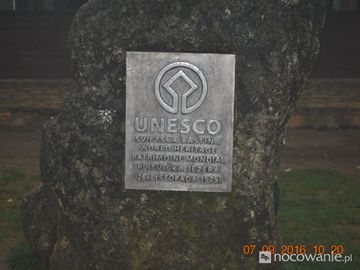 UNESCO
SVJETSKA BAŠTINA
WORLD HERITAGE
PATRIMOINE MONDIAL
PLITVIČKA JEZERA
26. LISTOPADA 1979.
07.09.2016 10:20
nocowanie.pl